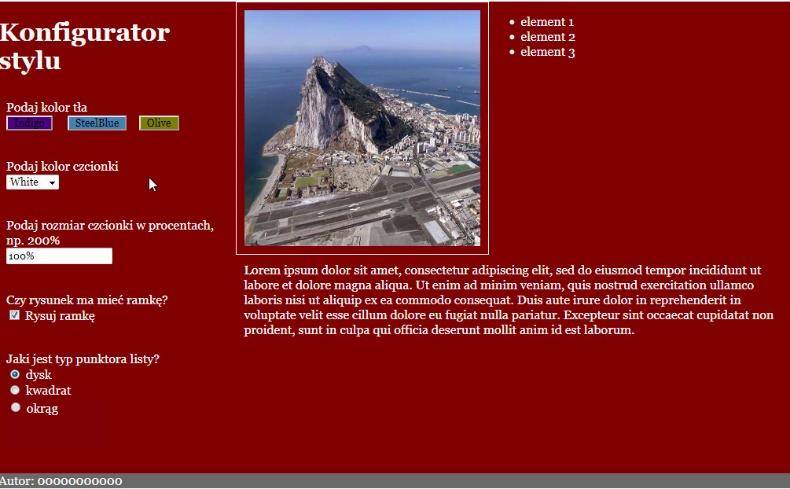 Konfigurator
stylu
Podaj kolor tła
Indigo SteelBlue Olive
Podaj kolor czcionki
White
Podaj rozmiar czcionki w procentach,
np. 200%
100%
Czy rysunek ma mieć ramkę?
Rysuj ramkę
Jaki jest typ punktora listy?
dysk
kwadrat
okrąg
element 1
element 2
element 3
Lorem ipsum dolor sit amet, consectetur adipiscing elit, sed do eiusmod tempor incididunt ut
labore et dolore magna aliqua. Ut enim ad minim veniam, quis nostrud exercitation ullamco
laboris nisi ut aliquip ex ea commodo consequat. Duis aute irure dolor in reprehenderit in
voluptate velit esse cillum dolore eu fugiat nulla pariatur. Excepteur sint occaecat cupidatat non
proident, sunt in culpa qui officia deserunt mollit anim id est laborum.
Autor: 00000000000